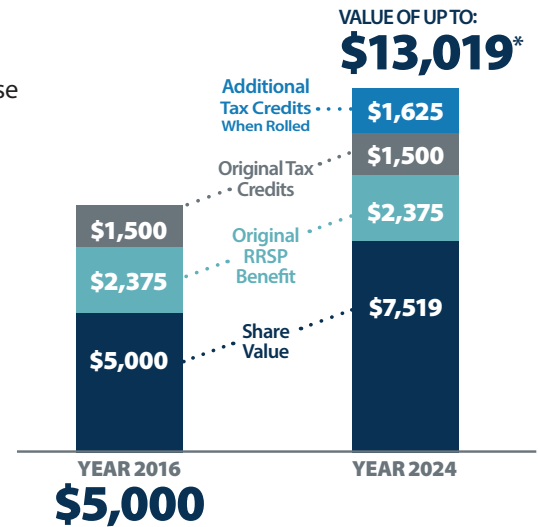 VALUE OF UP TO:
$13,019*
se
Additional
Tax Credits
When Rolled
$1,625
Original Tax
Credits
$1,500
$1,500
Original
RRSP
Benefit
$2,375
$2,375
Share
Value
$5,000
$7,519
YEAR 2016
$5,000
YEAR 2024